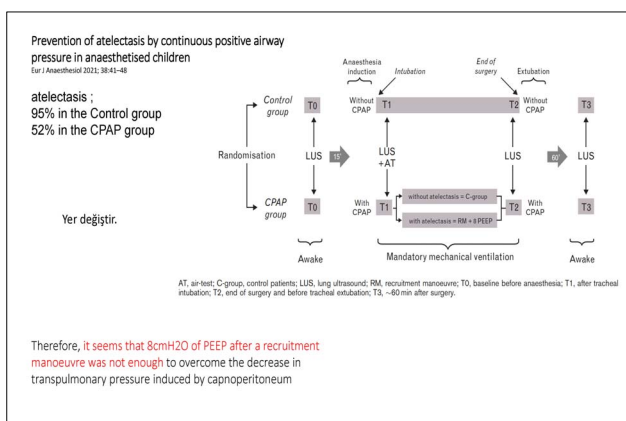 Prevention of atelectasis by continuous positive airway
pressure in anaesthetised children
Eur J Anaesthesiol 2021; 38:41–48
atelectasis ;
95% in the Control group
52% in the CPAP group
Yer değiştir.
Anaesthesia
induction
Intubation
End of
surgery
Extubation
Control
group
T0
Without
CPAP
T1
T2
Without
CPAP
T3
Randomisation
LUS
15'
LUS
+AT
LUS
60'
LUS
CPAP
group
T0
With
CPAP
T1
without atelectasis = C-group
with atelectasis = RM + 8 PEEP
T2
With
CPAP
T3
Awake
Mandatory mechanical ventilation
Awake
AT, air-test; C-group, control patients; LUS, lung ultrasound; RM, recruitment manoeuvre; T0, baseline before anaesthesia; T1, after tracheal
intubation; T2, end of surgery and before tracheal extubation; T3, ~60 min after surgery.
Therefore, it seems that 8cmH2O of PEEP after a recruitment
manoeuvre was not enough to overcome the decrease in
transpulmonary pressure induced by capnoperitoneum